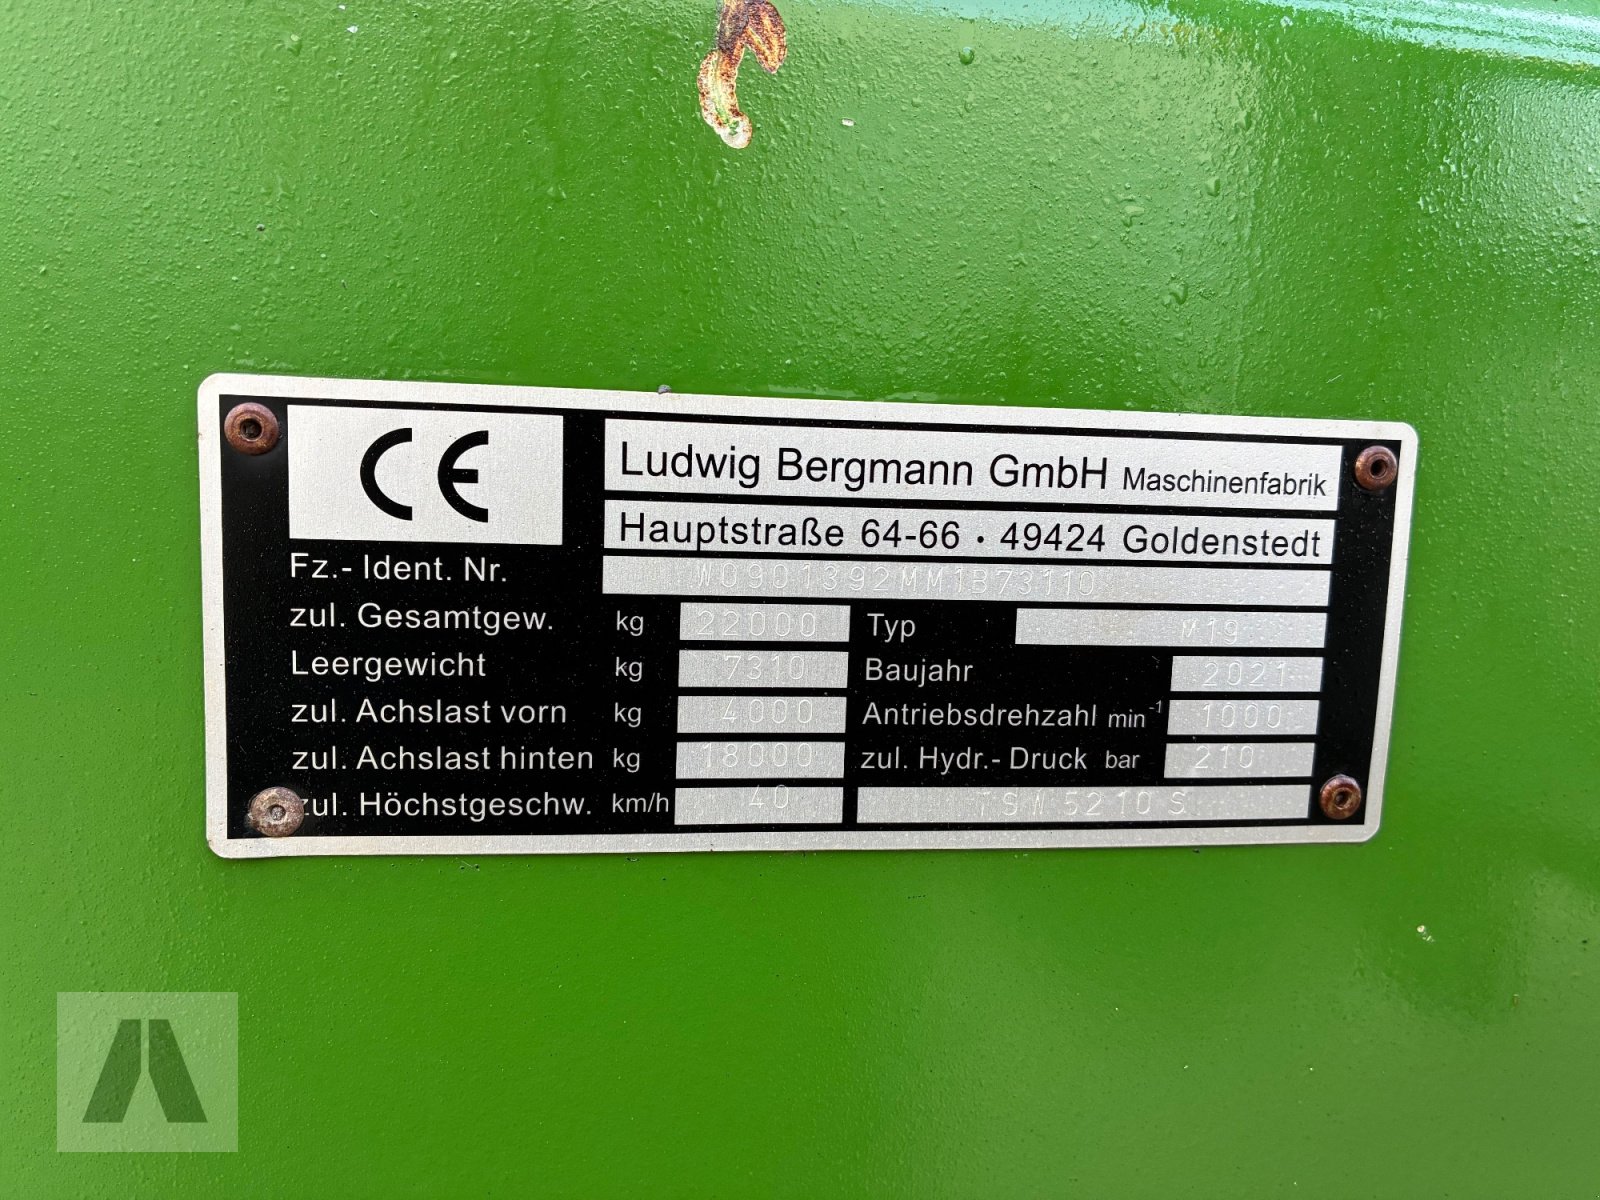 CE
Ludwig Bergmann GmbH Maschinenfabrik
Hauptstraße 64-66 · 49424 Goldenstedt
Fz.- Ident. Nr. W0901392MM1B73110
zul. Gesamtgew. kg 22000 Typ M19
Leergewicht kg 7310 Baujahr 2021
zul. Achslast vorn kg 4000 Antriebsdrehzahl min⁻¹ 1000
zul. Achslast hinten kg 18000 zul. Hydr.- Druck bar 210
zul. Höchstgeschw. km/h 40 TSW 5210 S